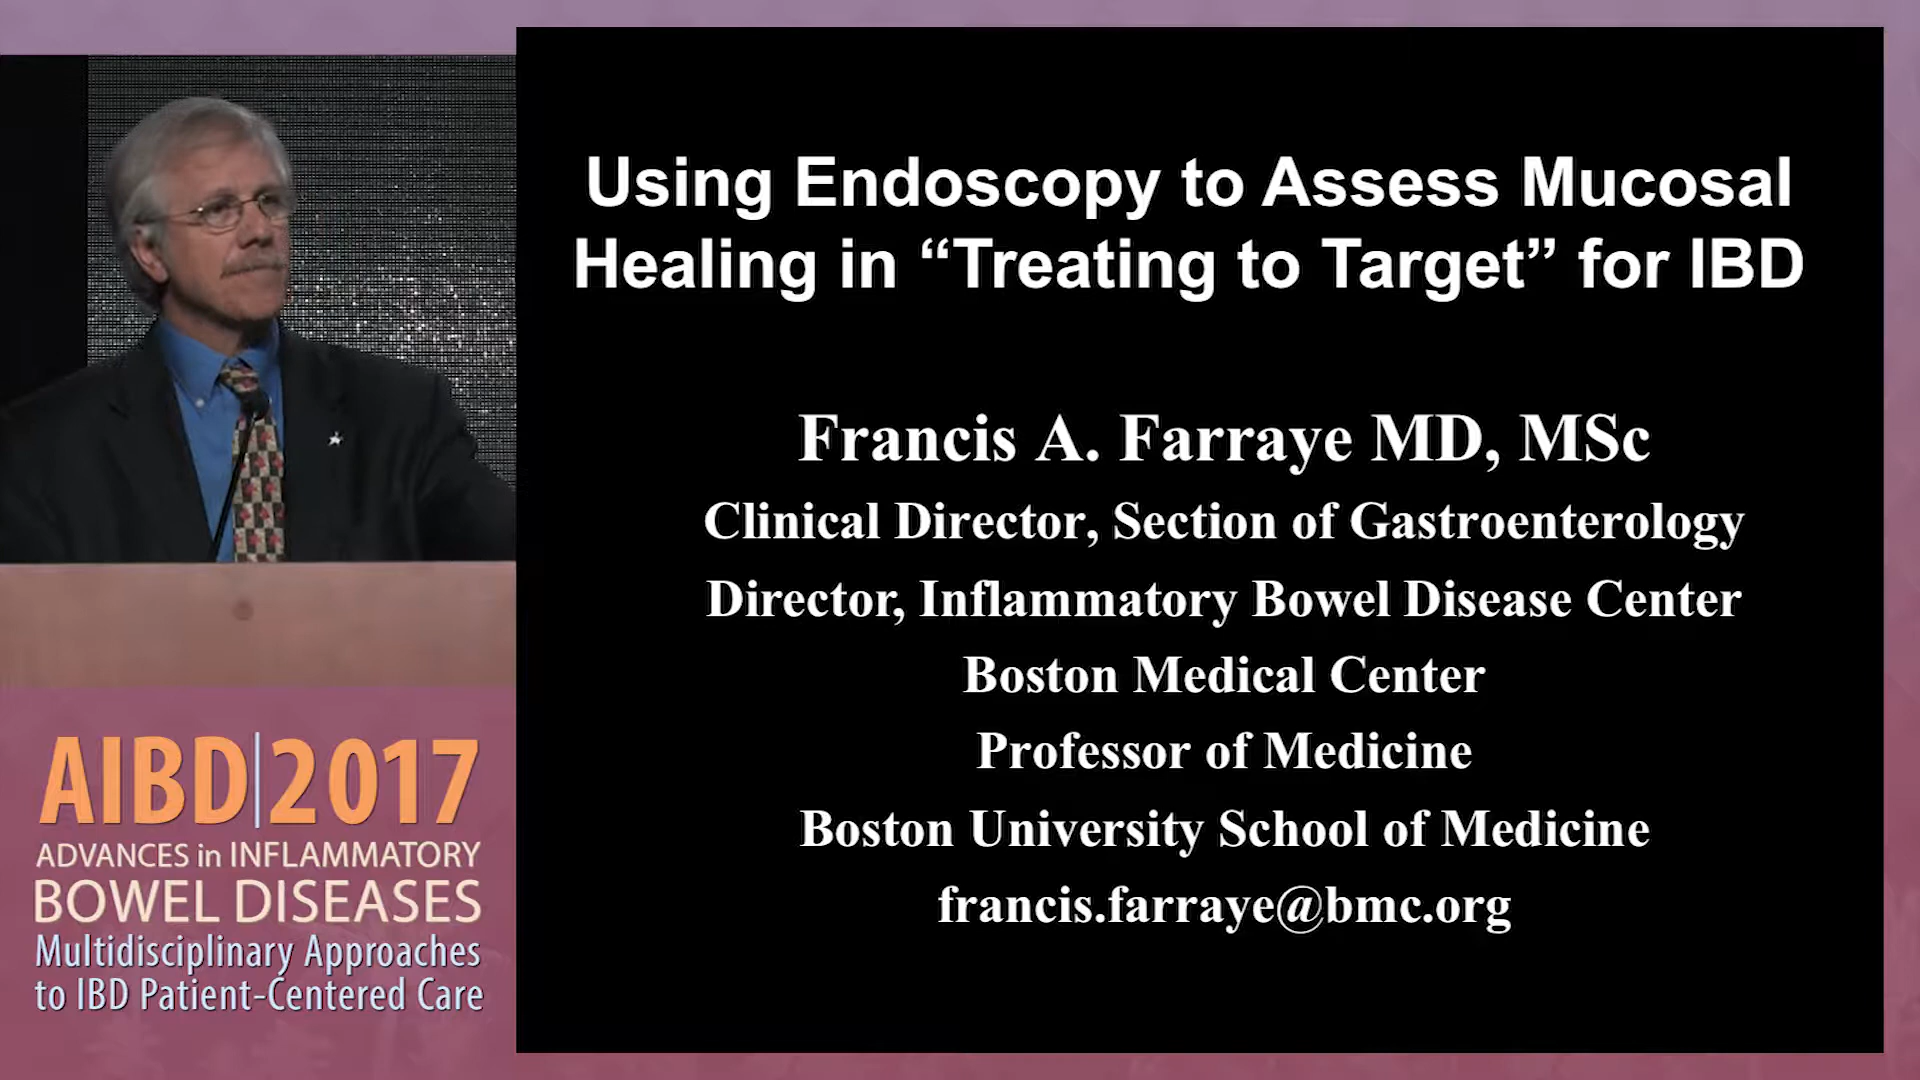 Using Endoscopy to Assess Mucosal
Healing in “Treating to Target” for IBD
Francis A. Farraye MD, MSc
Clinical Director, Section of Gastroenterology
Director, Inflammatory Bowel Disease Center
Boston Medical Center
Professor of Medicine
Boston University School of Medicine
francis.farraye@bmc.org
AIBD|2017
ADVANCES in INFLAMMATORY
BOWEL DISEASES
Multidisciplinary Approaches
to IBD Patient-Centered Care